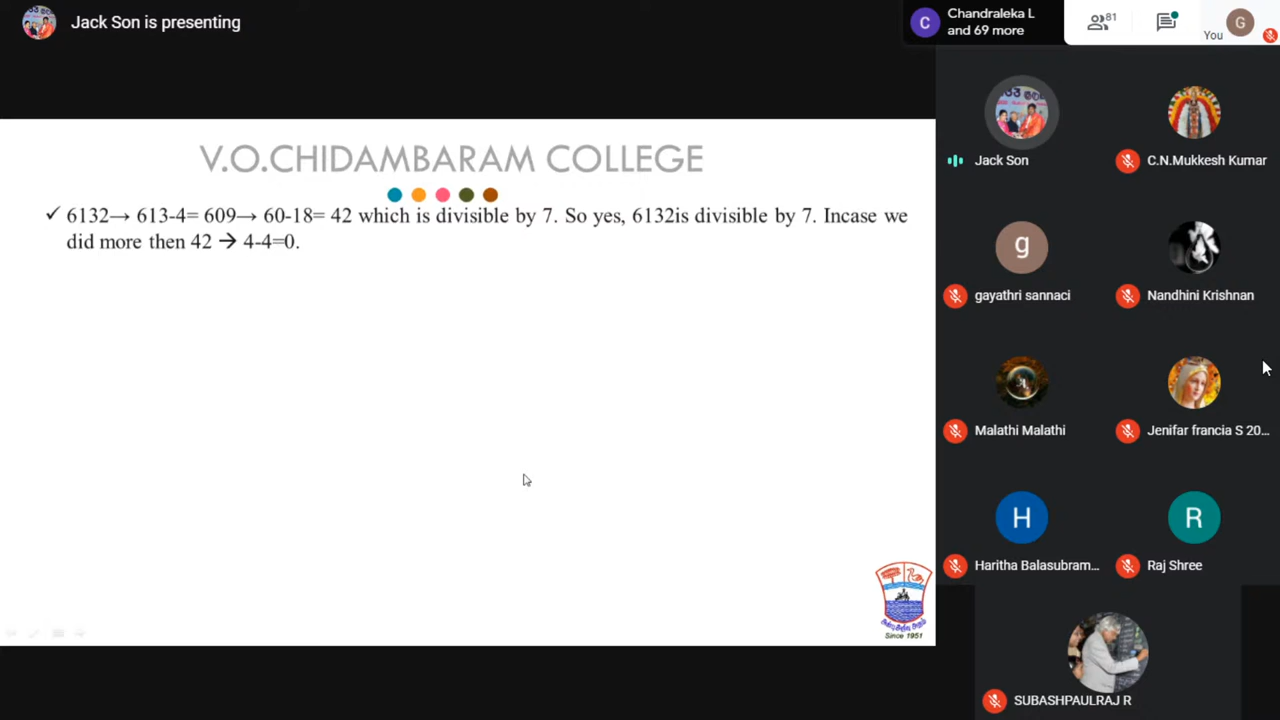 Jack Son is presenting
Chandraleka L
and 69 more
81
You
G
C
V.O.CHIDAMBARAM COLLEGE
✓ 6132→ 613-4= 609→ 60-18= 42 which is divisible by 7. So yes, 6132is divisible by 7. Incase we
did more then 42 → 4-4=0.
Since 1951
Jack Son
C.N.Mukkesh Kumar
g
gayathri sannaci
Nandhini Krishnan
Malathi Malathi
Jenifar francia S 20...
H
Haritha Balasubram...
R
Raj Shree
SUBASHPAULRAJ R